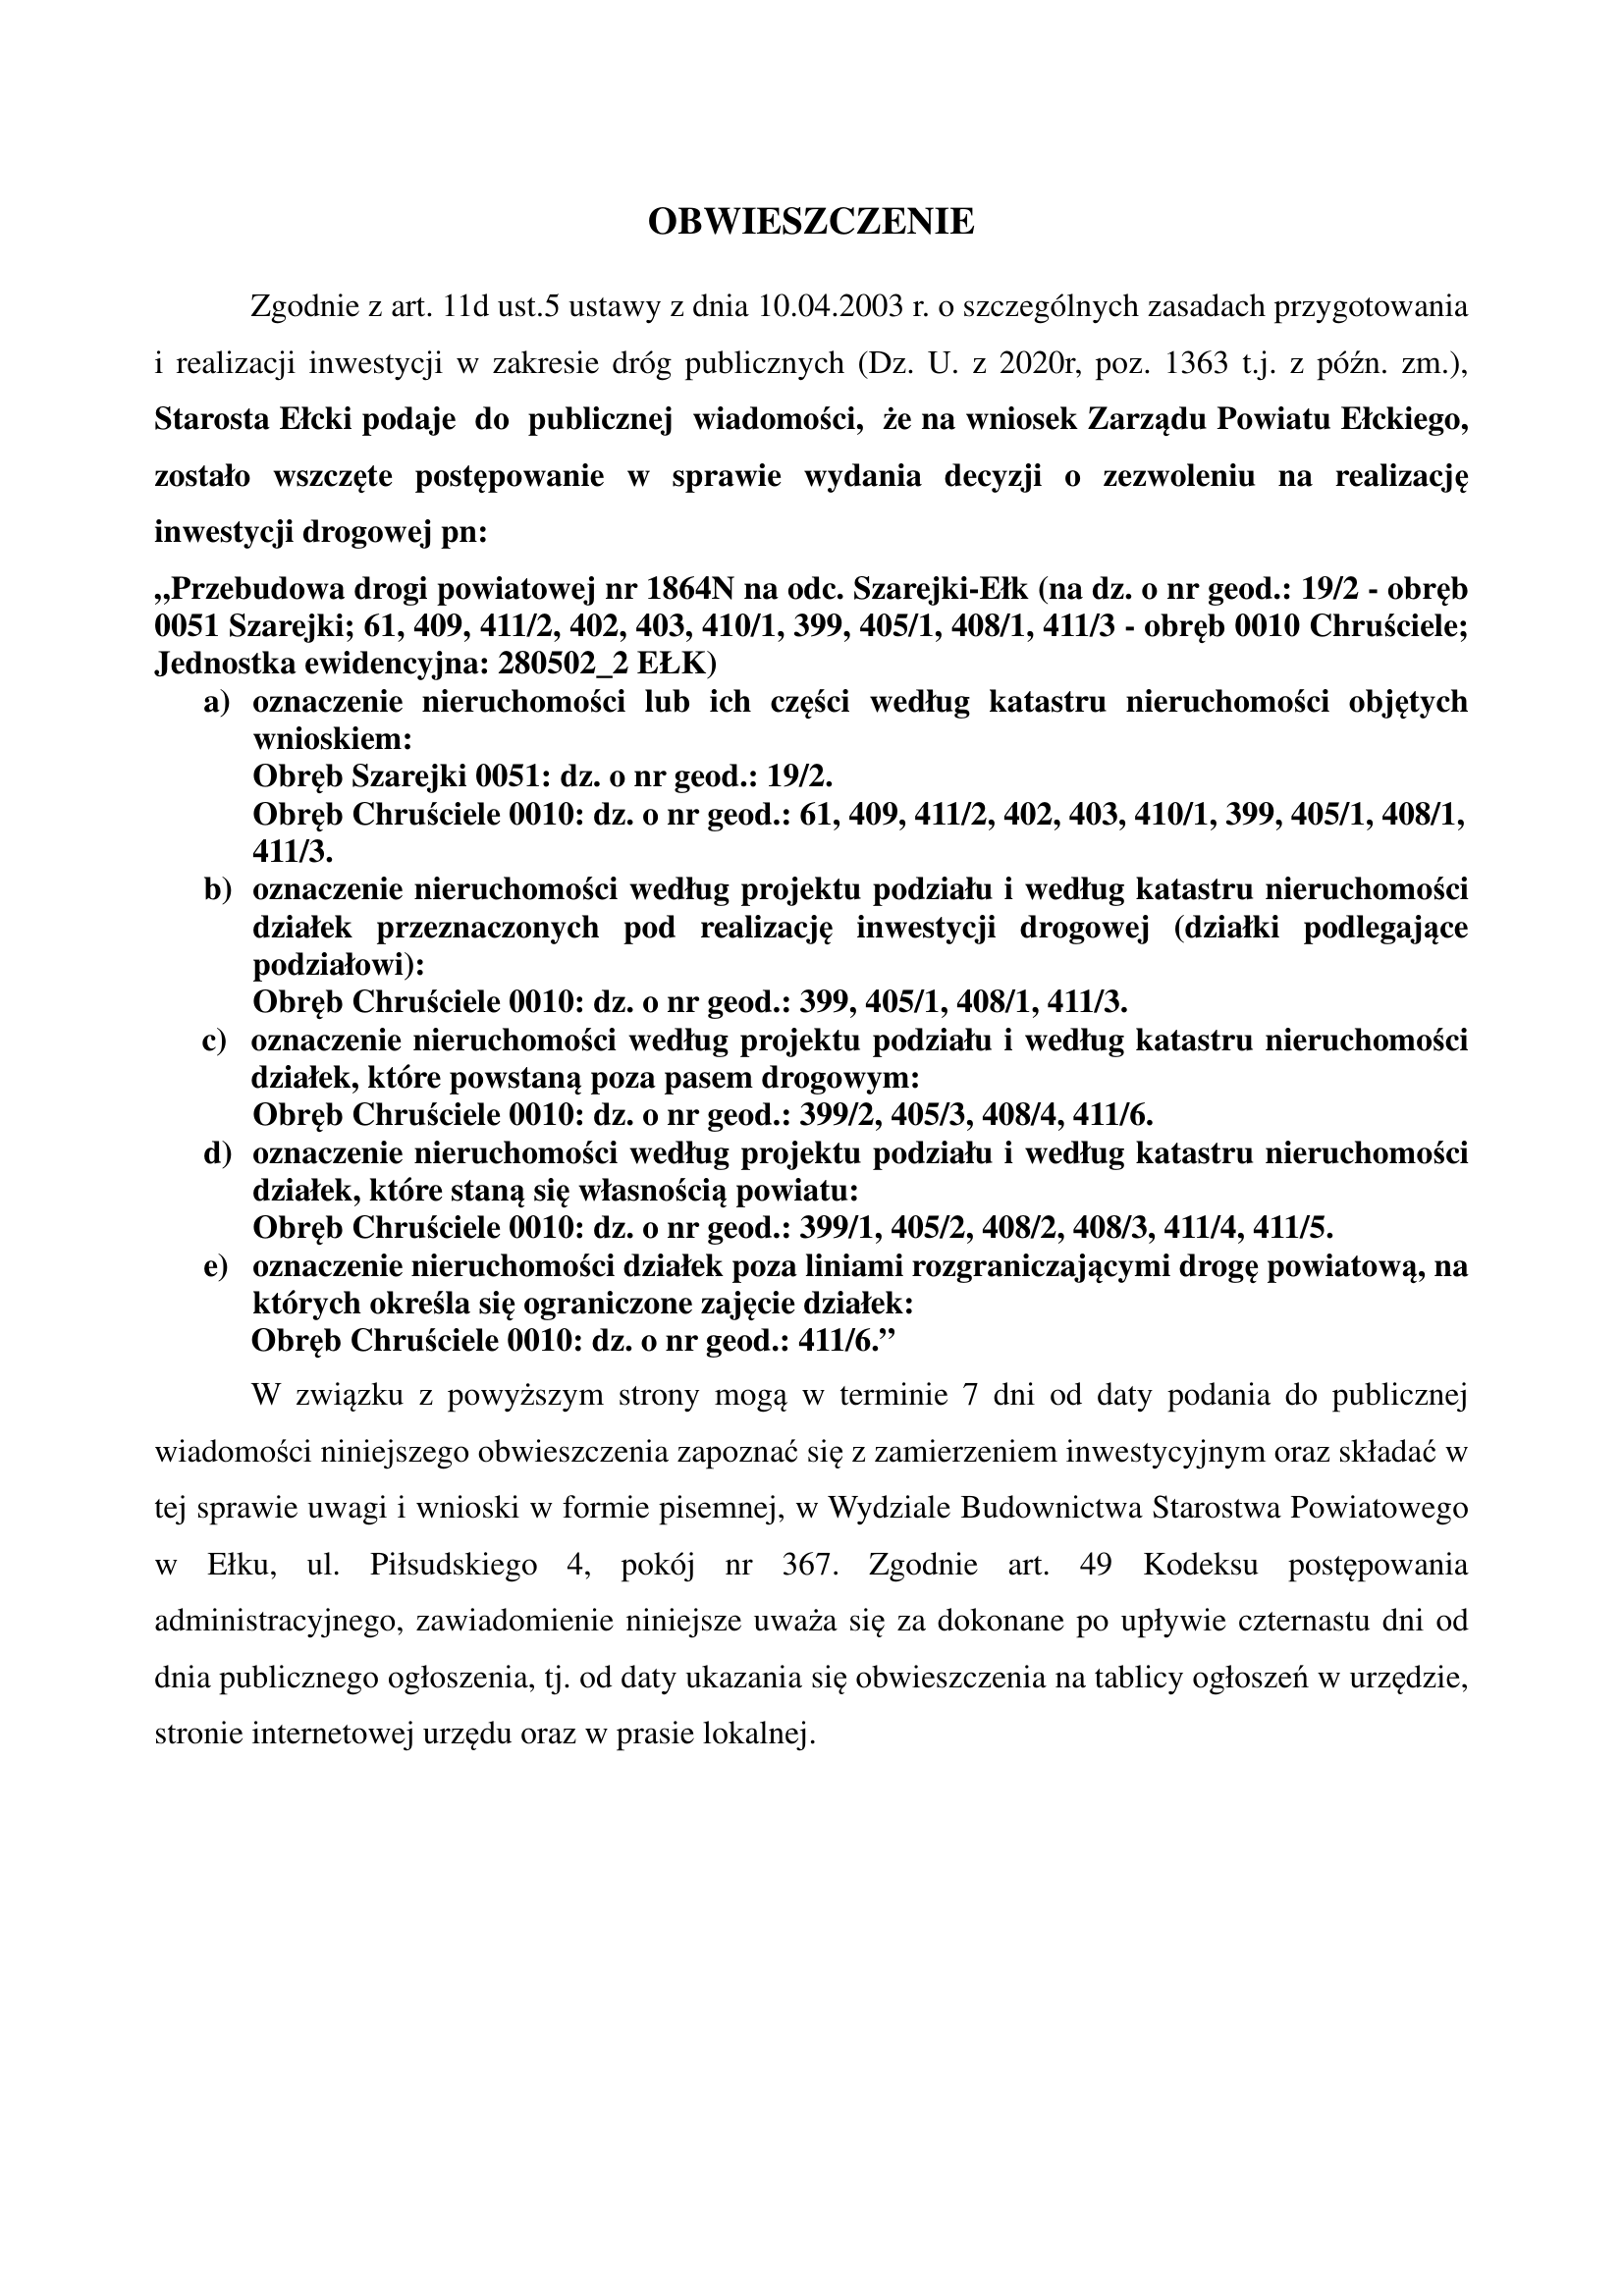 OBWIESZCZENIE
Zgodnie z art. 11d ust.5 ustawy z dnia 10.04.2003 r. o szczególnych zasadach przygotowania
i realizacji inwestycji w zakresie dróg publicznych (Dz. U. z 2020r, poz. 1363 t.j. z późn. zm.),
Starosta Ełcki podaje do publicznej wiadomości, że na wniosek Zarządu Powiatu Ełckiego,
zostało wszczęte postępowanie w sprawie wydania decyzji o zezwoleniu na realizację
inwestycji drogowej pn:
„Przebudowa drogi powiatowej nr 1864N na odc. Szarejki-Ełk (na dz. o nr geod.: 19/2 - obręb
0051 Szarejki; 61, 409, 411/2, 402, 403, 410/1, 399, 405/1, 408/1, 411/3 - obręb 0010 Chruściele;
Jednostka ewidencyjna: 280502_2 EŁK)
a) oznaczenie nieruchomości lub ich części według katastru nieruchomości objętych
wnioskiem:
Obręb Szarejki 0051: dz. o nr geod.: 19/2.
Obręb Chruściele 0010: dz. o nr geod.: 61, 409, 411/2, 402, 403, 410/1, 399, 405/1, 408/1,
411/3.
b) oznaczenie nieruchomości według projektu podziału i według katastru nieruchomości
działek przeznaczonych pod realizację inwestycji drogowej (działki podlegające
podziałowi):
Obręb Chruściele 0010: dz. o nr geod.: 399, 405/1, 408/1, 411/3.
c) oznaczenie nieruchomości według projektu podziału i według katastru nieruchomości
działek, które powstaną poza pasem drogowym:
Obręb Chruściele 0010: dz. o nr geod.: 399/2, 405/3, 408/4, 411/6.
d) oznaczenie nieruchomości według projektu podziału i według katastru nieruchomości
działek, które staną się własnością powiatu:
Obręb Chruściele 0010: dz. o nr geod.: 399/1, 405/2, 408/2, 408/3, 411/4, 411/5.
e) oznaczenie nieruchomości działek poza liniami rozgraniczającymi drogę powiatową, na
których określa się ograniczone zajęcie działek:
Obręb Chruściele 0010: dz. o nr geod.: 411/6.”
W związku z powyższym strony mogą w terminie 7 dni od daty podania do publicznej
wiadomości niniejszego obwieszczenia zapoznać się z zamierzeniem inwestycyjnym oraz składać w
tej sprawie uwagi i wnioski w formie pisemnej, w Wydziale Budownictwa Starostwa Powiatowego
w Ełku, ul. Piłsudskiego 4, pokój nr 367. Zgodnie art. 49 Kodeksu postępowania
administracyjnego, zawiadomienie niniejsze uważa się za dokonane po upływie czternastu dni od
dnia publicznego ogłoszenia, tj. od daty ukazania się obwieszczenia na tablicy ogłoszeń w urzędzie,
stronie internetowej urzędu oraz w prasie lokalnej.